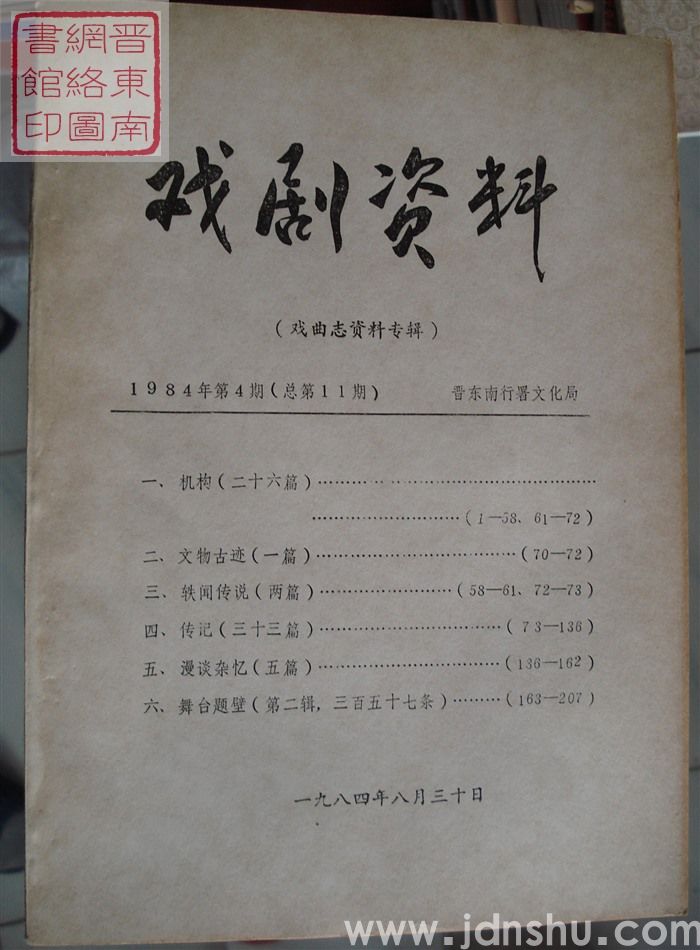 晋東南
網絡圖
書館印
戏剧资料
(戏曲志资料专辑)
1984年第4期(总第11期) 晋东南行署文化局
一、机构(二十六篇)……………………………………
………………………(1—58、61—72)
二、文物古迹(一篇)…………………………(70—72)
三、轶闻传说(两篇)…………………(58—61、72—73)
四、传记(三十三篇)………………………(73—136)
五、漫谈杂忆(五篇)………………………(136—162)
六、舞台题壁(第二辑,三百五十七条)………(163—207)
一九八四年八月三十日
www.jdnshu.com